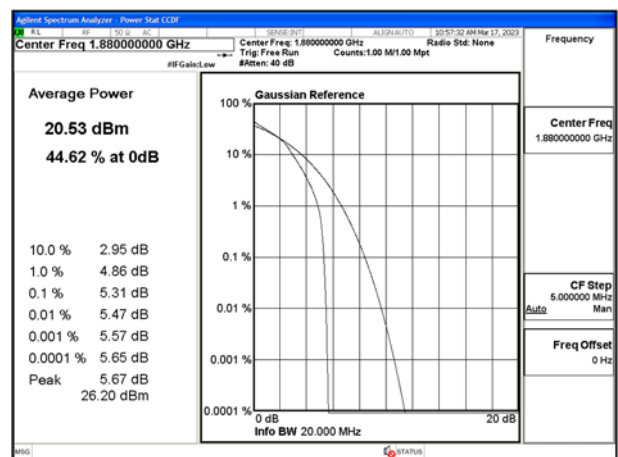 Agilent Spectrum Analyzer - Power Stat CCDF
RL RF 50 Ω AC SENSE:INT ALIGN AUTO 10:57:32 AM Mar 17, 2023
Center Freq 1.880000000 GHz
Center Freq: 1.880000000 GHz Radio Std: None
Trig: Free Run Counts:1.00 M/1.00 Mpt
#IFGain:Low #Atten: 40 dB
Frequency
Average Power
20.53 dBm
44.62 % at 0dB
10.0 % 2.95 dB
1.0 % 4.86 dB
0.1 % 5.31 dB
0.01 % 5.47 dB
0.001 % 5.57 dB
0.0001 % 5.65 dB
Peak 5.67 dB
26.20 dBm
Gaussian Reference
100 %
10 %
1 %
0.1 %
0.01 %
0.001 %
0.0001 %
0 dB 20 dB
Info BW 20.000 MHz
Center Freq
1.880000000 GHz
CF Step
5.000000 MHz
Auto Man
Freq Offset
0 Hz
MSG STATUS